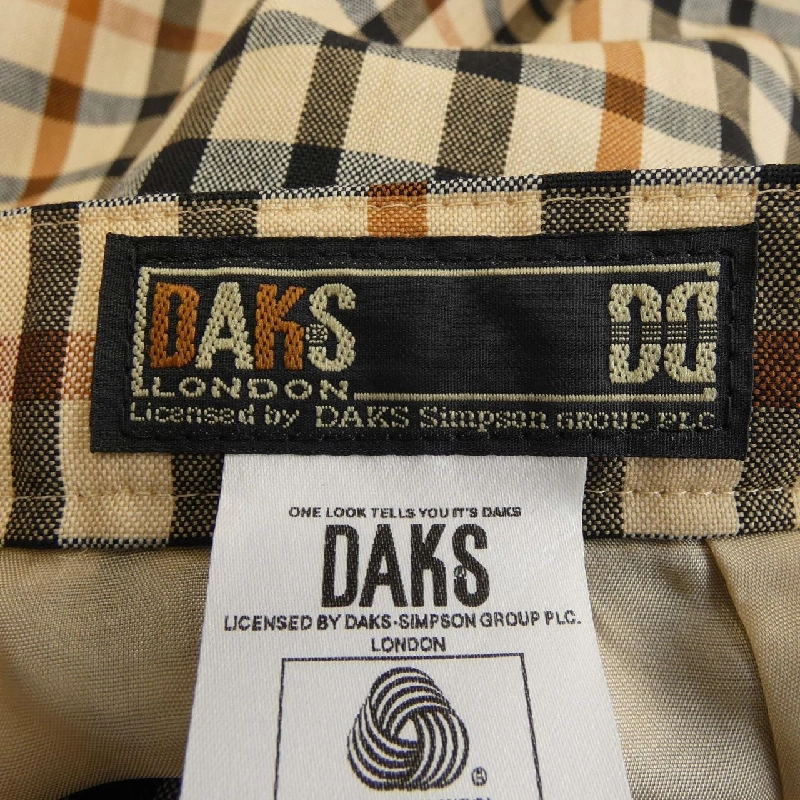 DAKS
LONDON
Licensed by DAKS Simpson GROUP PLC
ONE LOOK TELLS YOU IT'S DAKS
DAKS
LICENSED BY DAKS-SIMPSON GROUP PLC.
LONDON
®